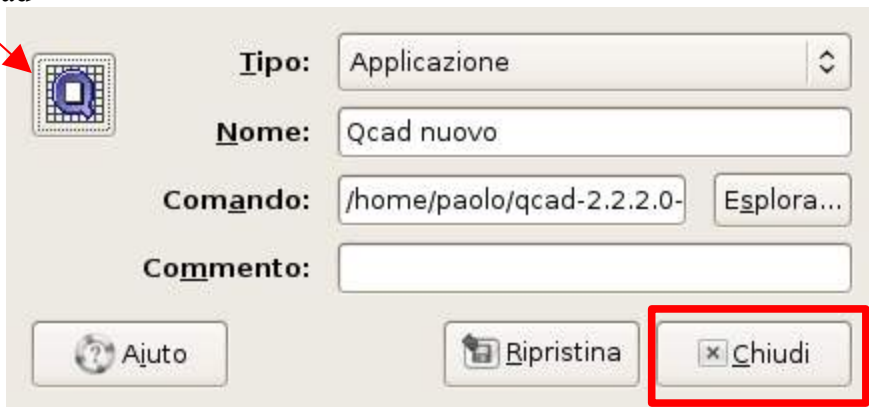 Tipo: Applicazione
Nome: Qcad nuovo
Comando: /home/paolo/qcad-2.2.2.0- Esplora...
Commento:
Aiuto Ripristina Chiudi